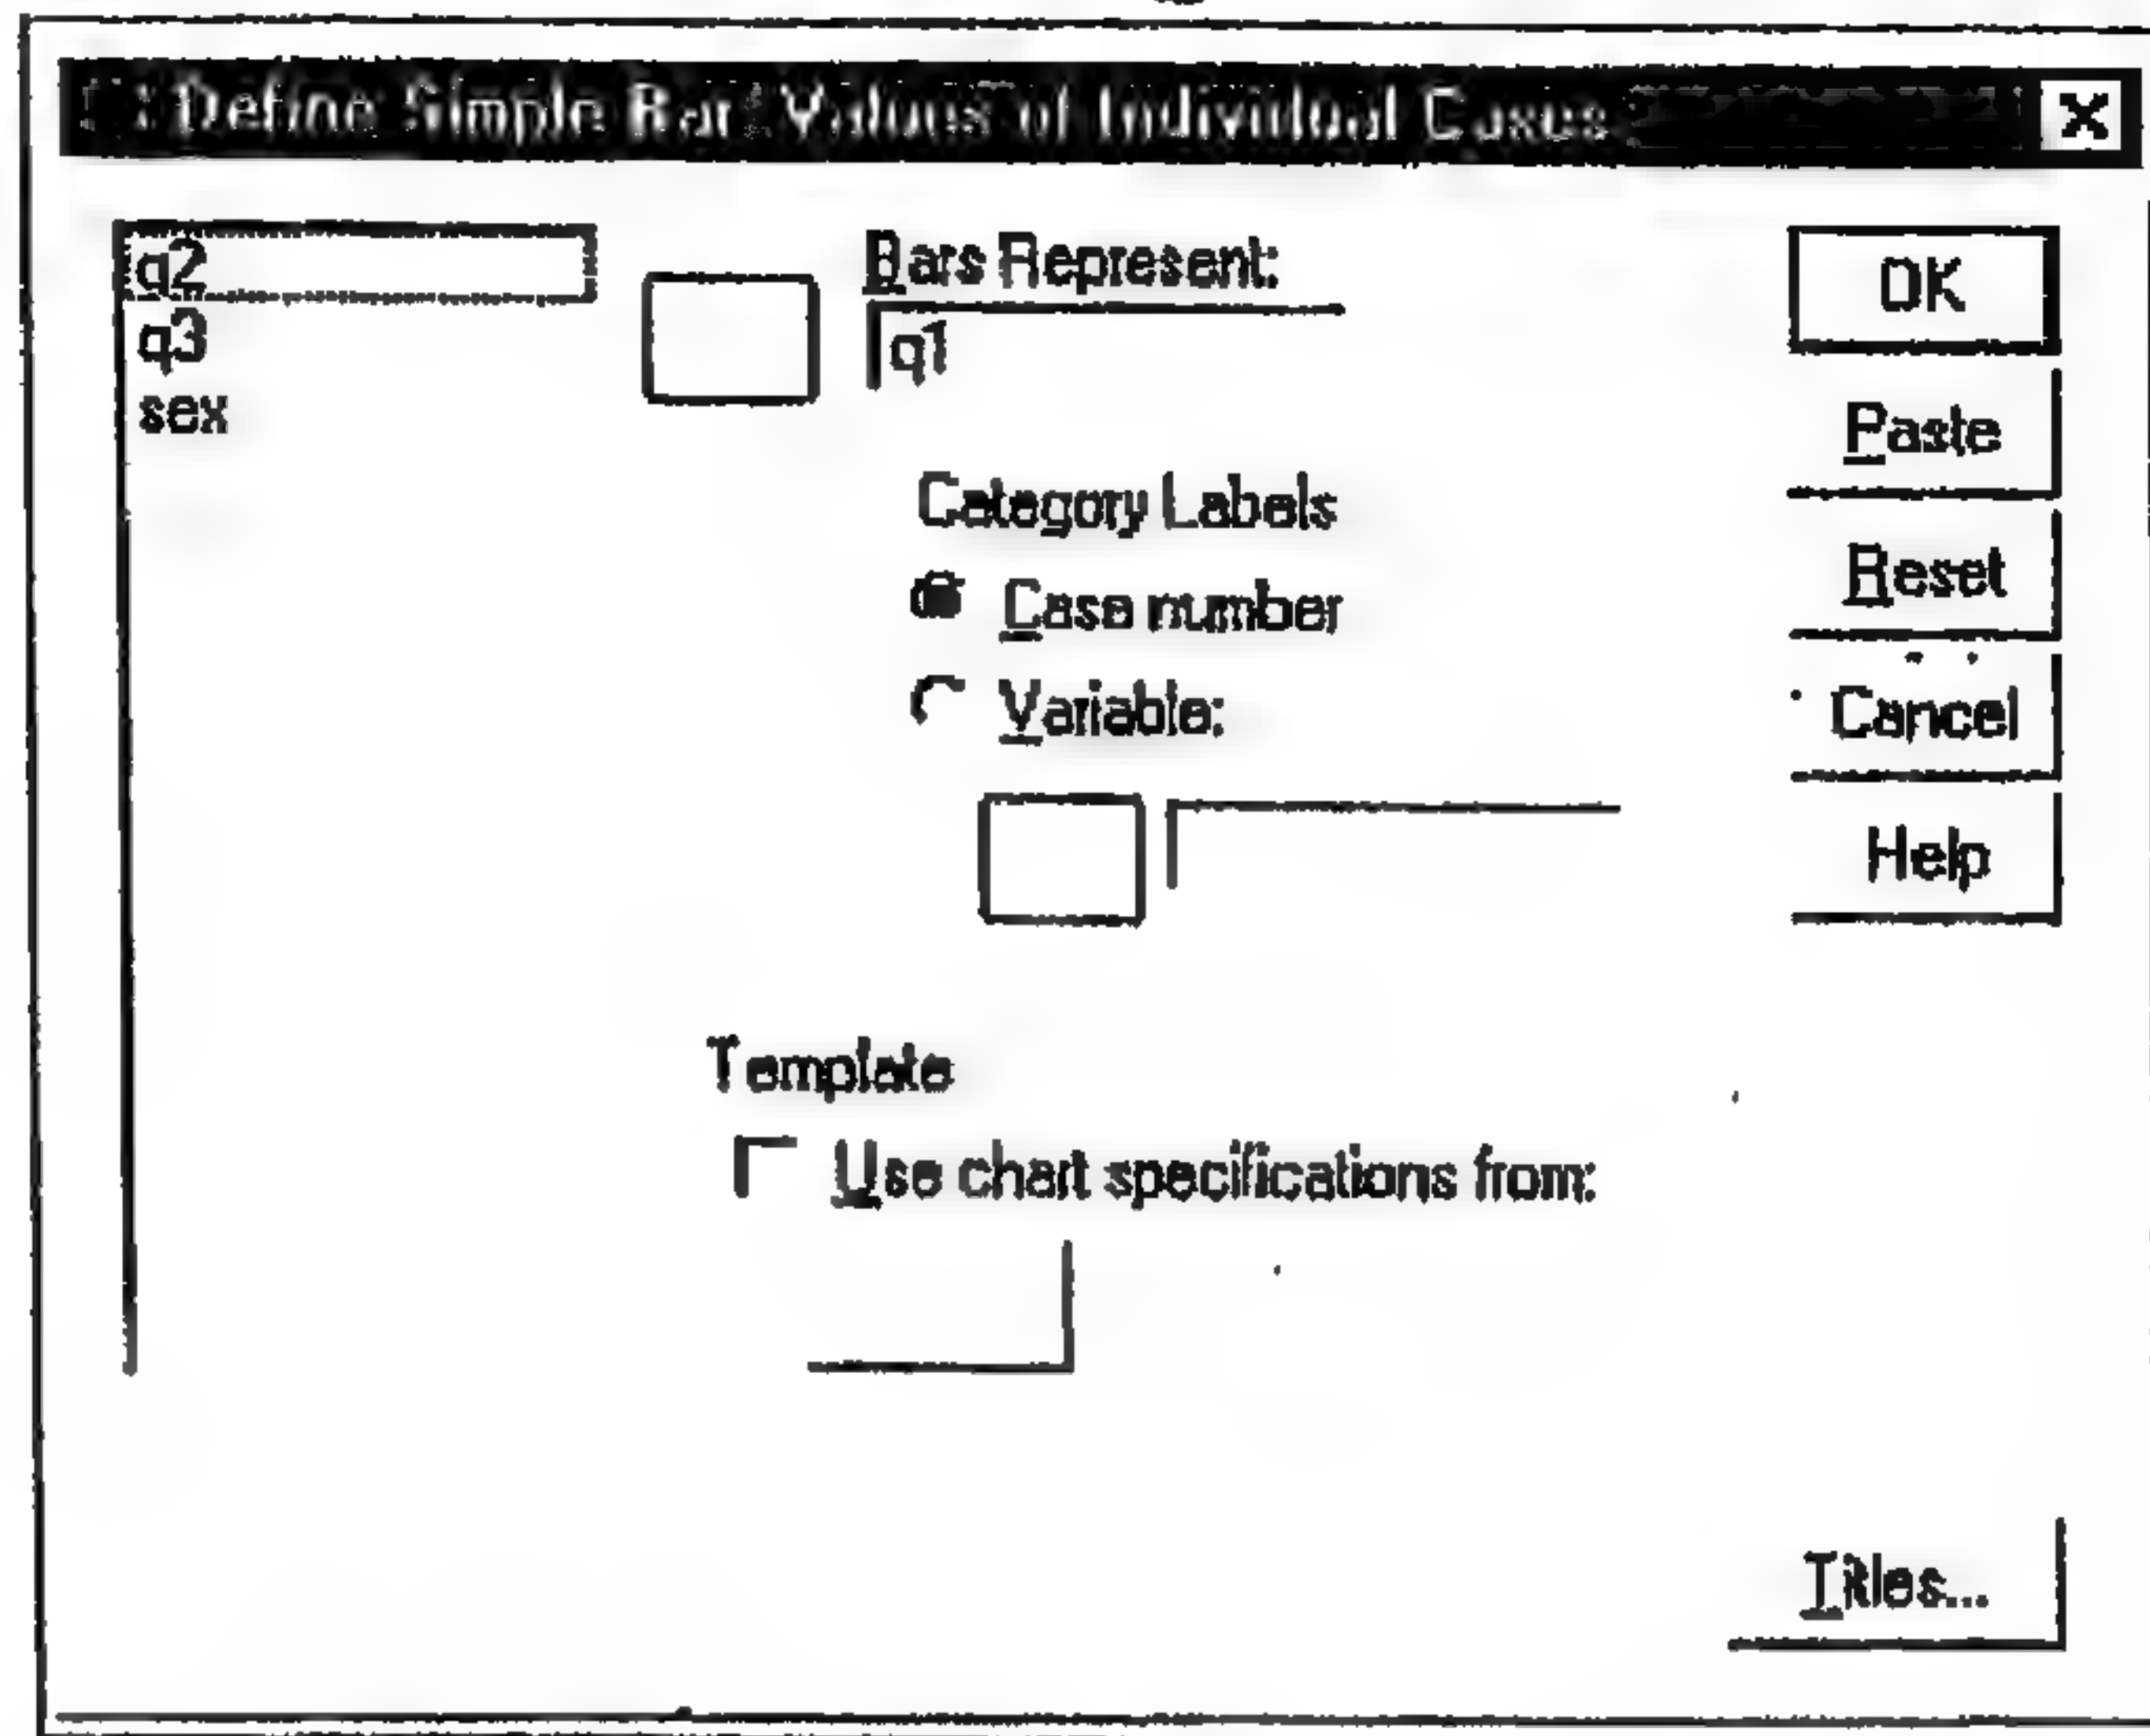 Define Simple Bar: Values of Individual Cases
q2
q3
sex
Bars Represent:
q1
Category Labels
Case number
Variable:
Template
Use chart specifications from:
OK
Paste
Reset
Cancel
Help
Titles...